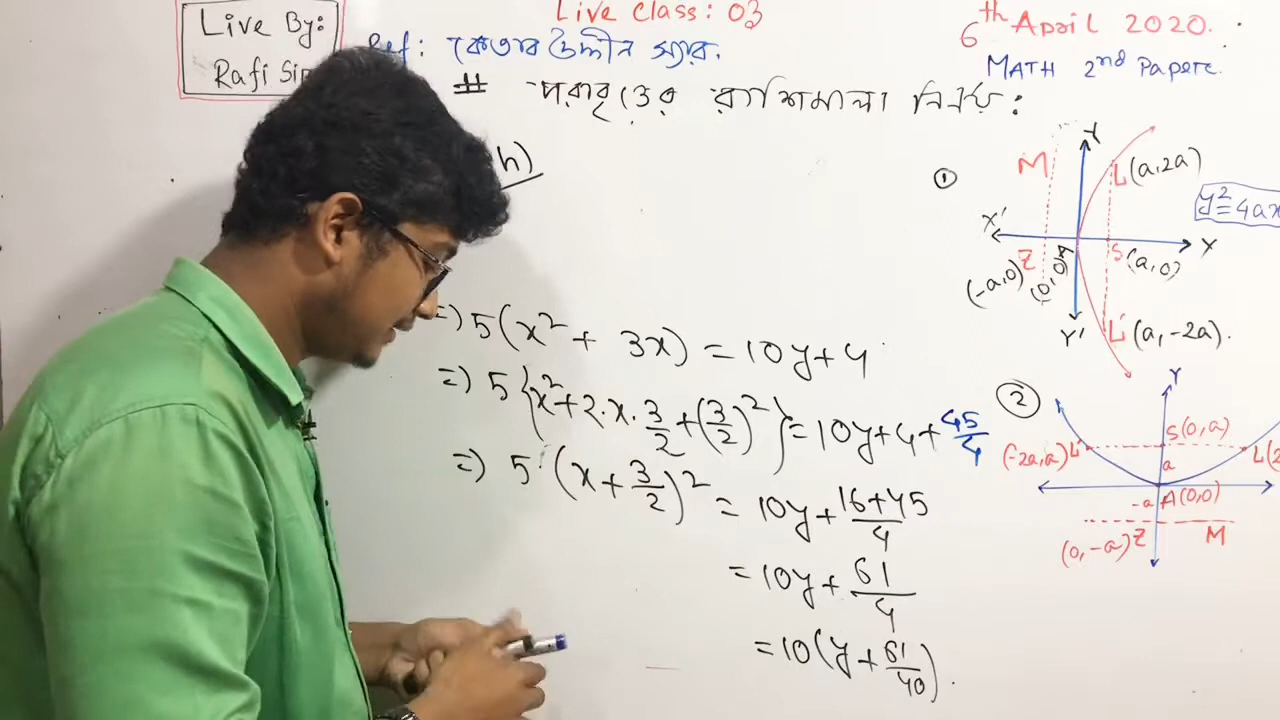 Live By:
Rafi Sir
Live Class: 03
6th April 2020.
MATH 2nd Paper.
Ref: কেতাব উদ্দীন স্যার.
# পরাবৃত্তের রাশিমালা নির্ণয়:
h)
=) 5(x² + 3x) = 10y + 4
=) 5{x² + 2·x·3/2 + (3/2)²} = 10y + 4 + 45/4
=) 5(x + 3/2)² = 10y + (16+45)/4
= 10y + 61/4
= 10(y + 61/40).
①
Y
M
L(a, 2a)
y² = 4ax
X'
X
Z
A
S(a, 0)
(-a, 0)
(0, 0)
Y'
L'(a, -2a).
②
Y
S(0, a)
(-2a, a) L'
L(2
a
-a
A(0,0)
(0, -a) Z
M